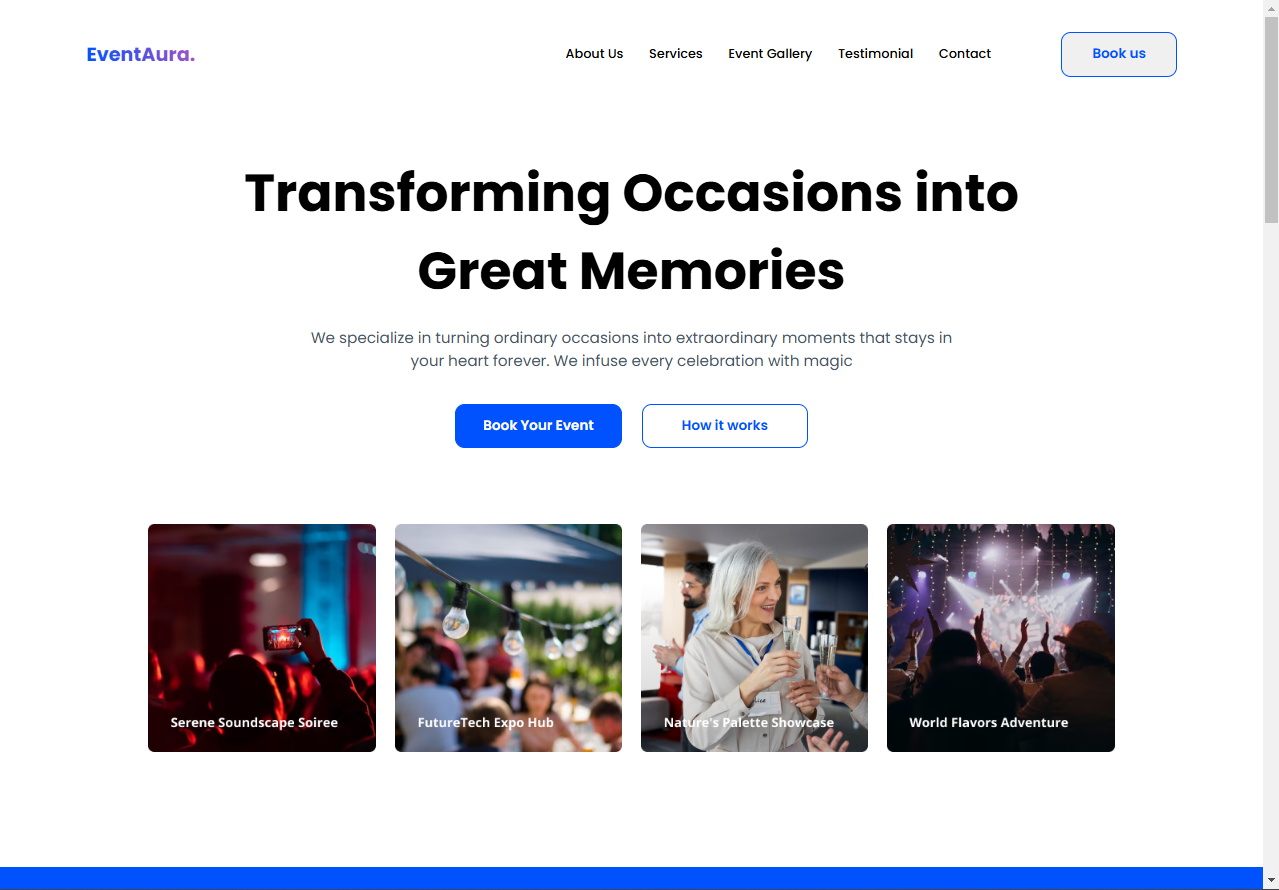 EventAura.
About Us
Services
Event Gallery
Testimonial
Contact
Book us
Transforming Occasions into
Great Memories
We specialize in turning ordinary occasions into extraordinary moments that stays in
your heart forever. We infuse every celebration with magic
Book Your Event
How it works
Serene Soundscape Soiree
FutureTech Expo Hub
Nature's Palette Showcase
World Flavors Adventure